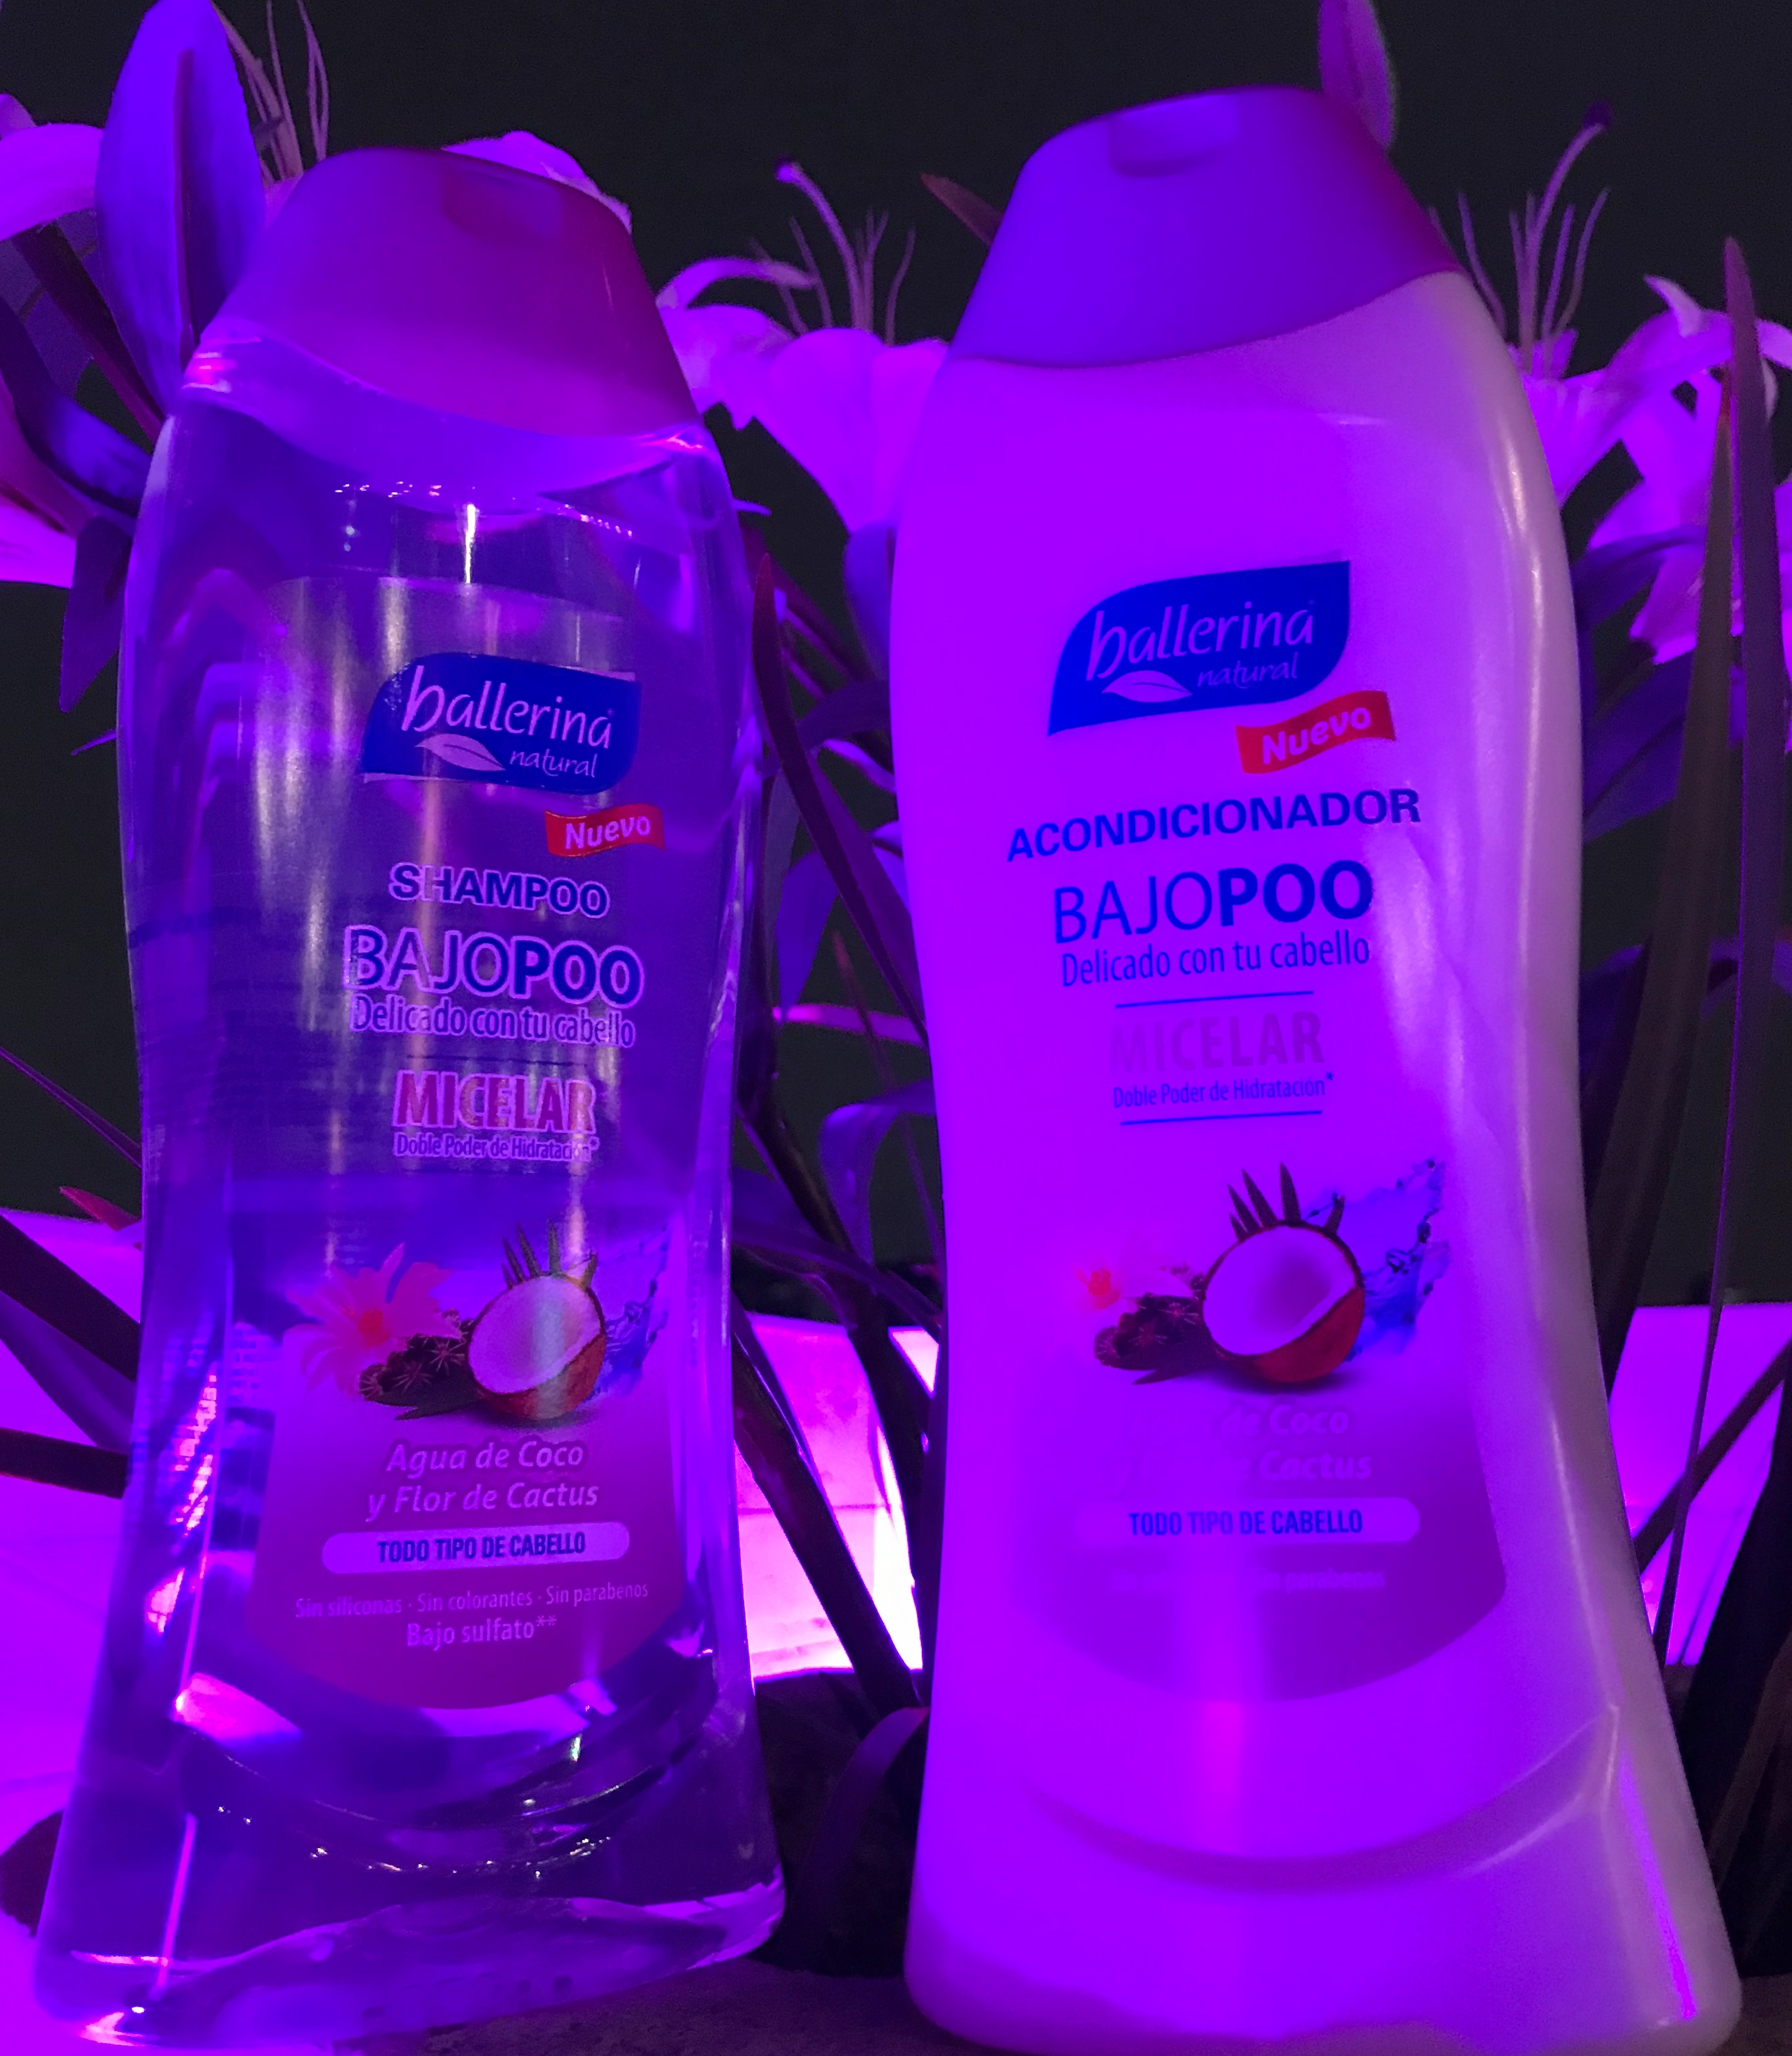 ballerina
natural
Nuevo
SHAMPOO
BAJOPOO
Delicado con tu cabello
MICELAR
Doble Poder de Hidratación*
Agua de Coco
y Flor de Cactus
TODO TIPO DE CABELLO
Sin siliconas · Sin colorantes · Sin parabenos
Bajo sulfato**
ballerina
natural
Nuevo
ACONDICIONADOR
BAJOPOO
Delicado con tu cabello
MICELAR
Doble Poder de Hidratación*
de Coco
Cactus
TODO TIPO DE CABELLO
parabenos